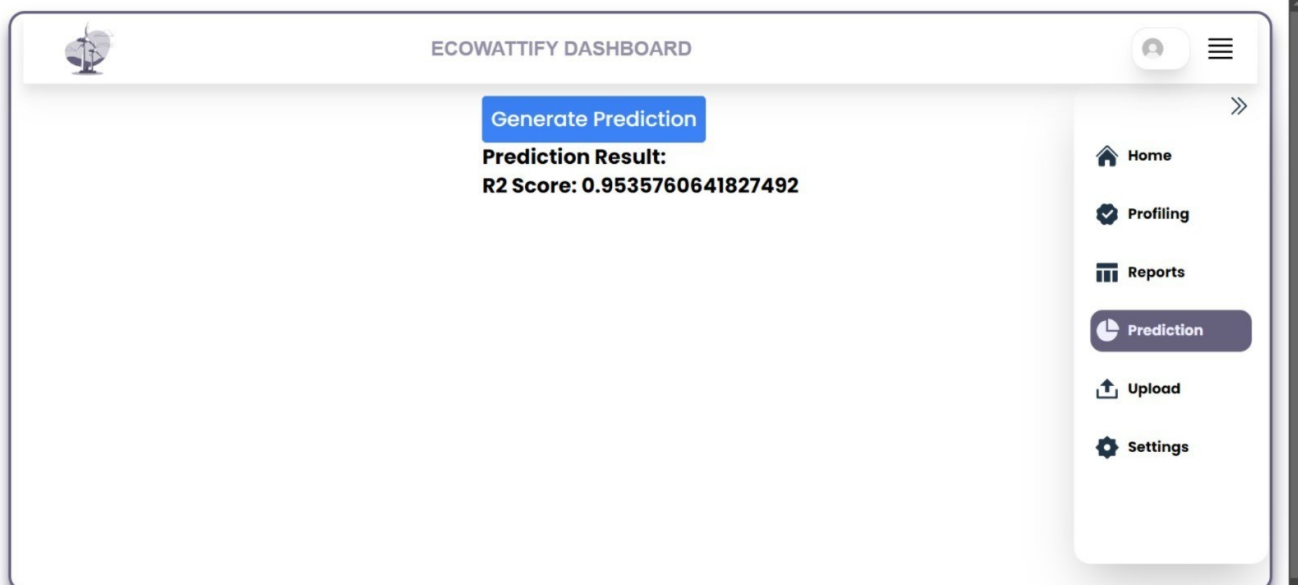 ECOWATTIFY DASHBOARD
Generate Prediction
Prediction Result:
R2 Score: 0.9535760641827492
Home
Profiling
Reports
Prediction
Upload
Settings